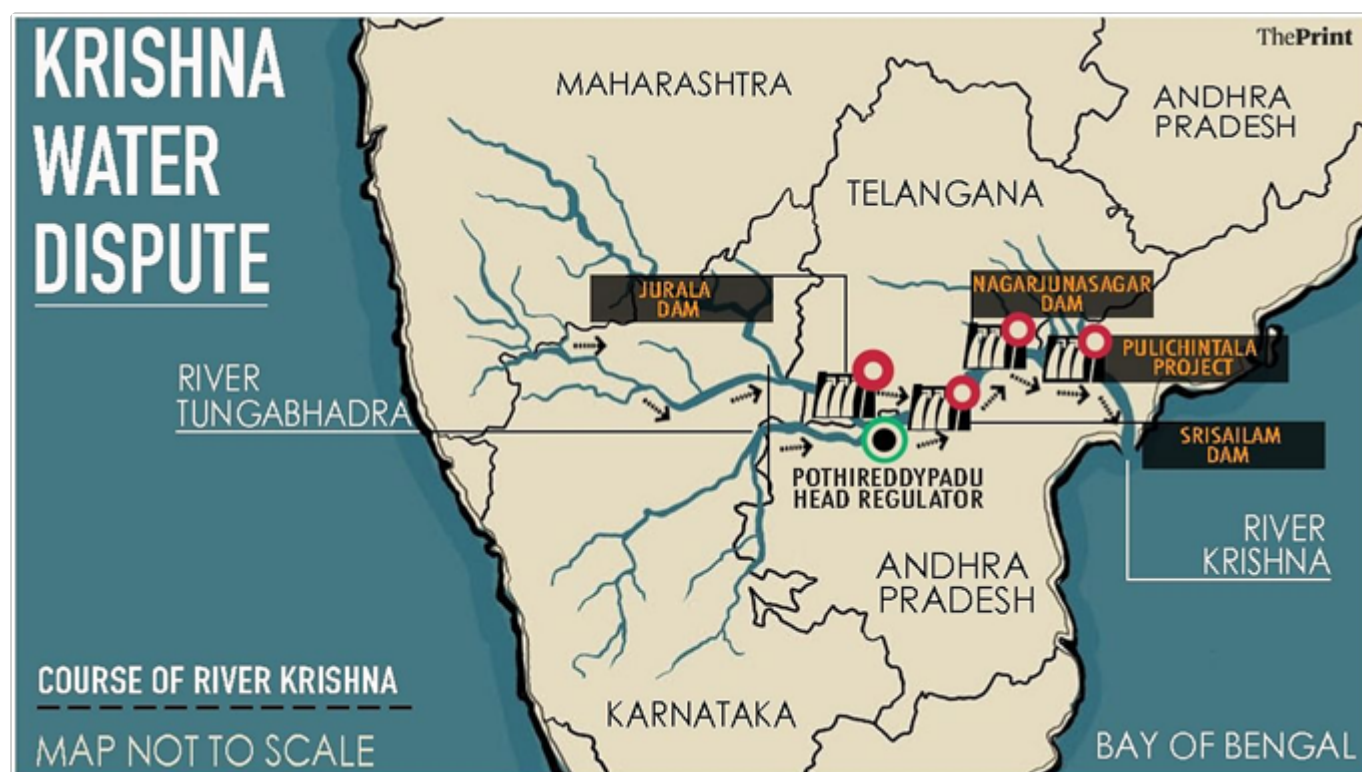 KRISHNA
WATER
DISPUTE
ThePrint
MAHARASHTRA
ANDHRA
PRADESH
TELANGANA
JURALA
DAM
NAGARJUNASAGAR
DAM
PULICHINTALA
PROJECT
RIVER
TUNGABHADRA
SRISAILAM
DAM
POTHIREDDYPADU
HEAD REGULATOR
RIVER
KRISHNA
ANDHRA
PRADESH
COURSE OF RIVER KRISHNA
KARNATAKA
MAP NOT TO SCALE
BAY OF BENGAL